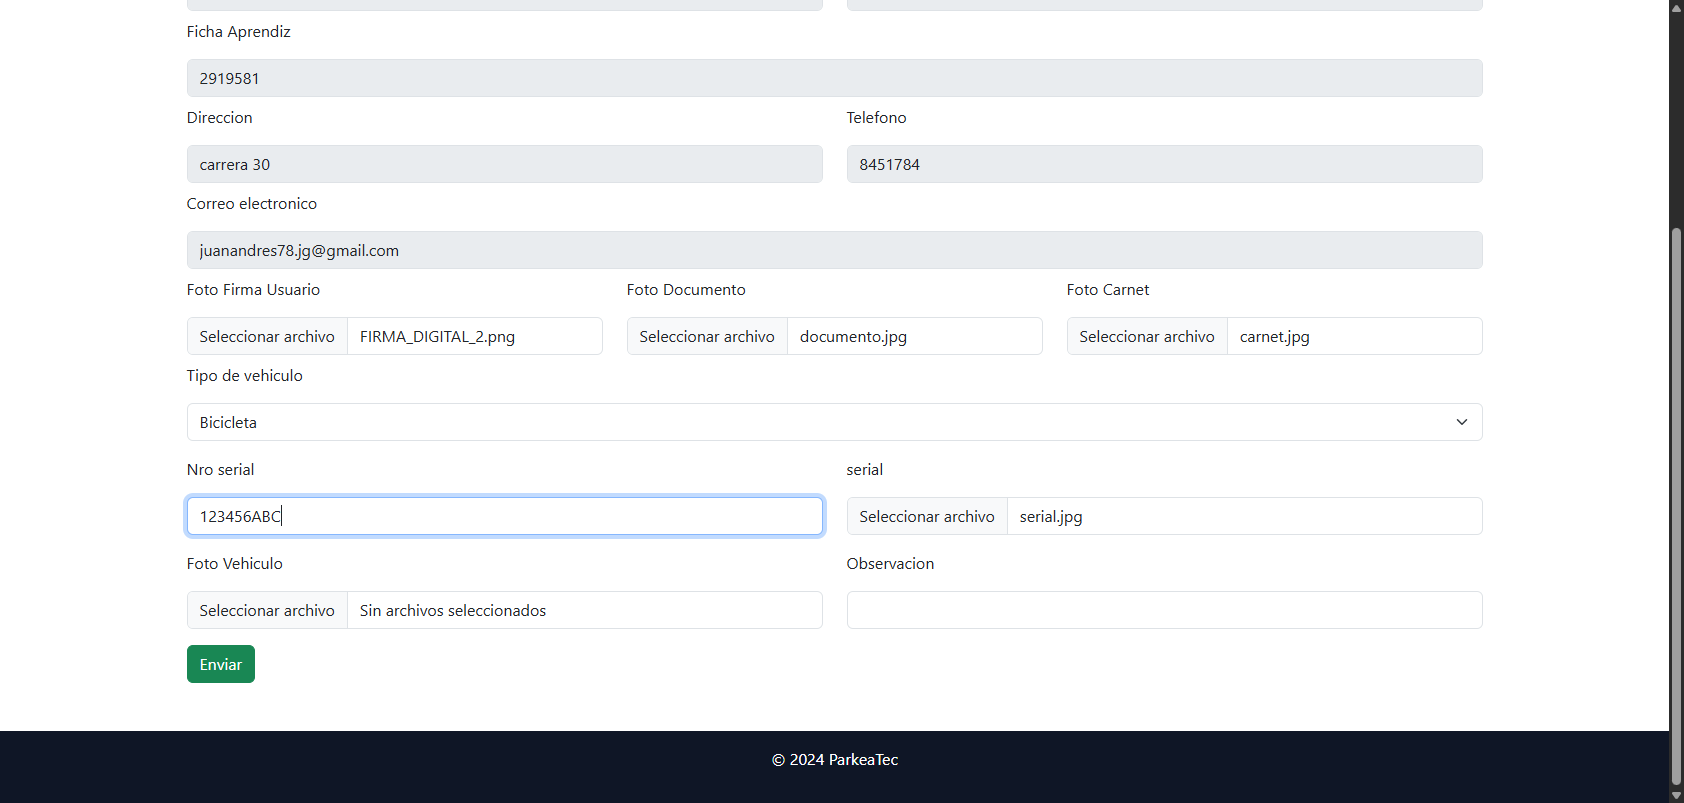 Ficha Aprendiz
2919581
Direccion
Telefono
carrera 30
8451784
Correo electronico
juanandres78.jg@gmail.com
Foto Firma Usuario
Foto Documento
Foto Carnet
Seleccionar archivo FIRMA_DIGITAL_2.png
Seleccionar archivo documento.jpg
Seleccionar archivo carnet.jpg
Tipo de vehiculo
Bicicleta
Nro serial
serial
123456ABC
Seleccionar archivo serial.jpg
Foto Vehiculo
Observacion
Seleccionar archivo Sin archivos seleccionados
Enviar
© 2024 ParkeaTec